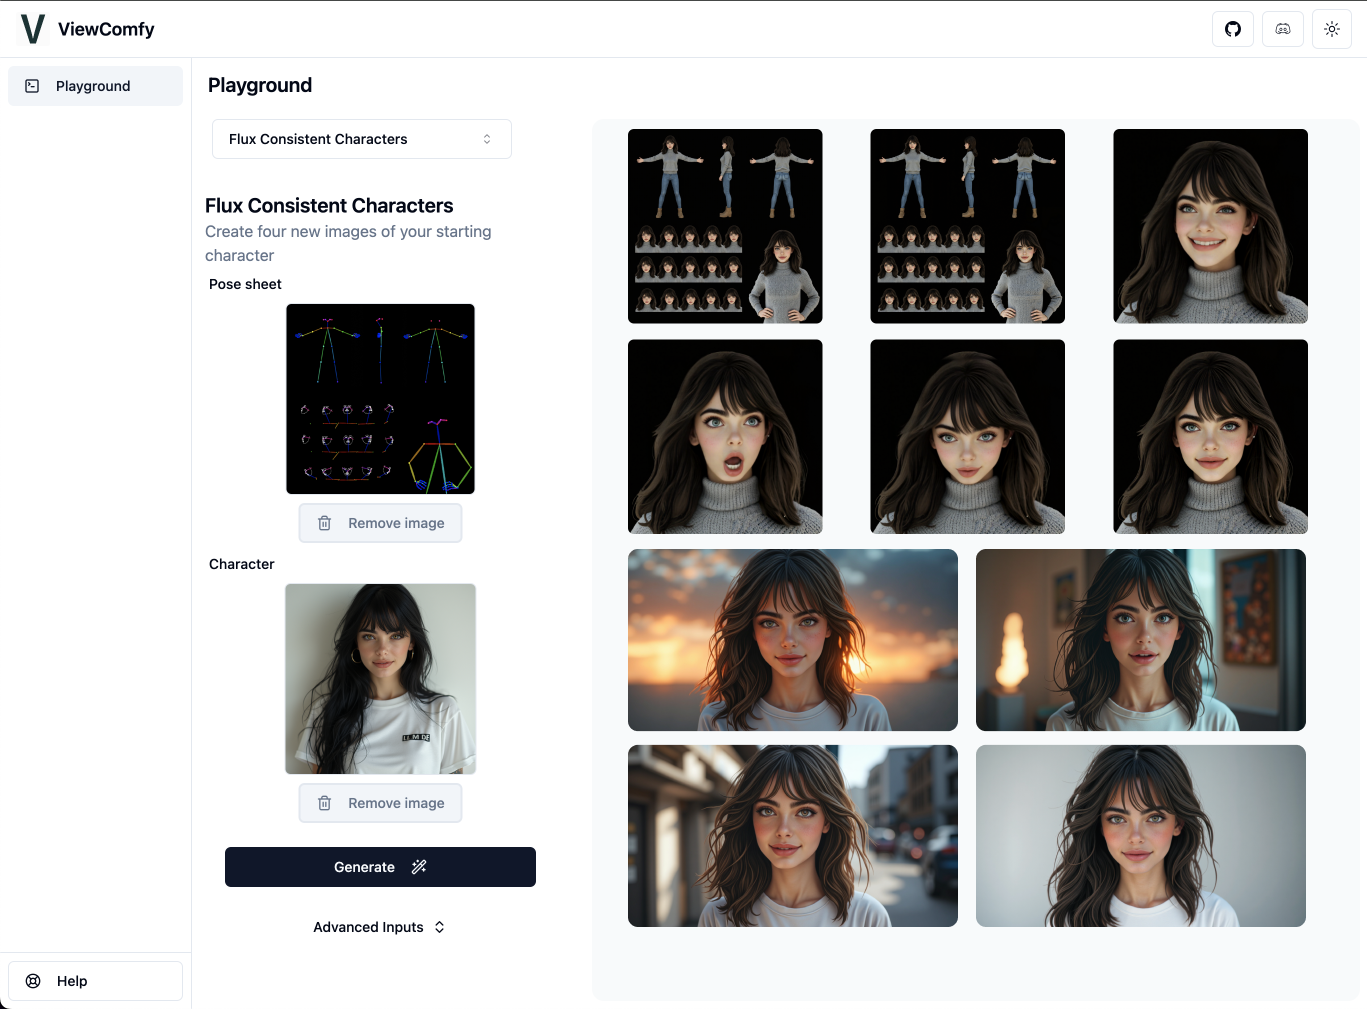 ViewComfy
Playground
Playground
Flux Consistent Characters
Flux Consistent Characters
Create four new images of your starting
character
Pose sheet
Remove image
Character
Remove image
Generate
Advanced Inputs
Help